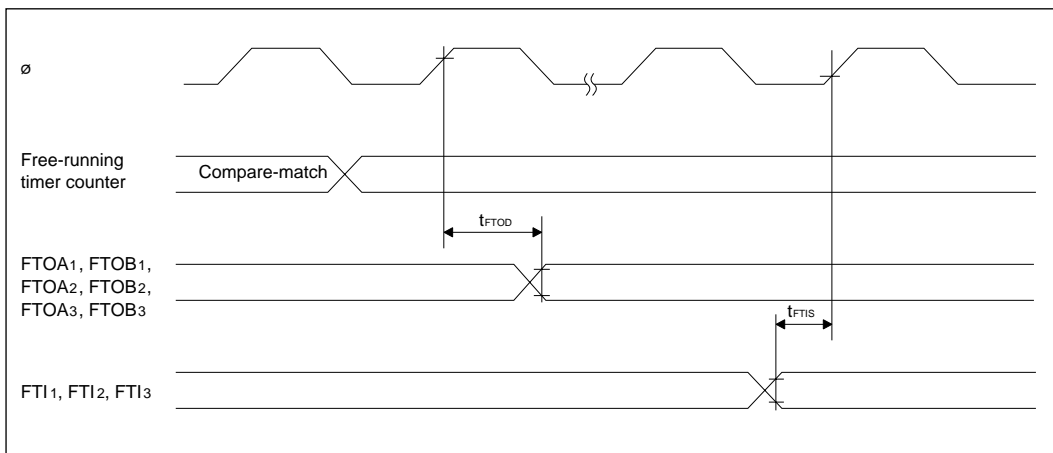 ø
Free-running
timer counter
Compare-match
tFTOD
FTOA1, FTOB1,
FTOA2, FTOB2,
FTOA3, FTOB3
tFTIS
FTI1, FTI2, FTI3